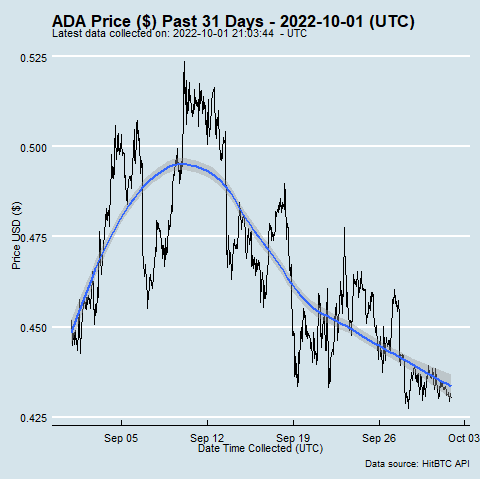 ADA Price ($) Past 31 Days - 2022-10-01 (UTC)
Latest data collected on: 2022-10-01 21:03:44 - UTC
0.525
0.500
0.475
0.450
0.425
Price USD ($)
Sep 05 Sep 12 Sep 19 Sep 26 Oct 03
Date Time Collected (UTC)
Data source: HitBTC API